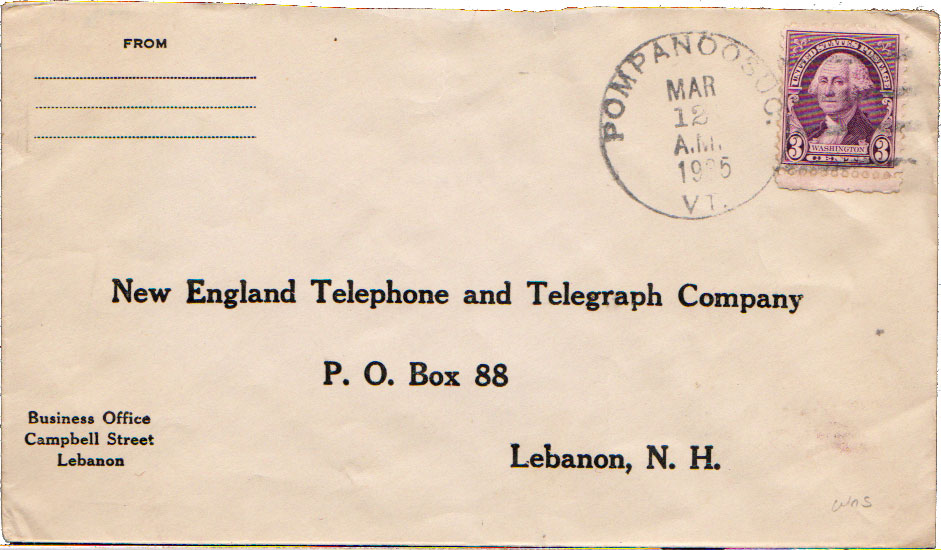 FROM
POMPANOOSUC.
MAR
12
A.M.
VT.
UNITED STATES POSTAGE
3 WASHINGTON 3
New England Telephone and Telegraph Company
P. O. Box 88
Business Office
Campbell Street
Lebanon
Lebanon, N. H.